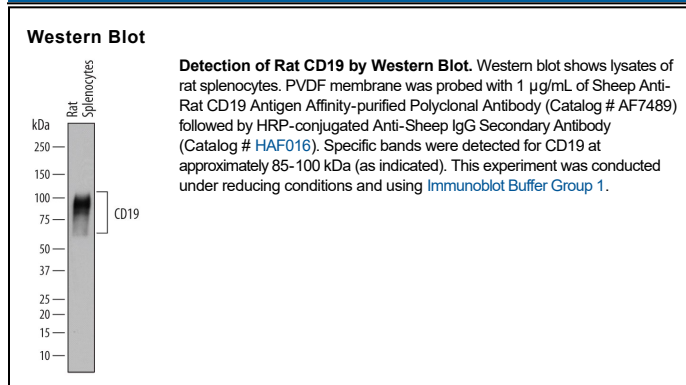 Western Blot
Rat
Splenocytes
kDa
250
150
100
75
50
37
25
20
15
10
CD19
Detection of Rat CD19 by Western Blot. Western blot shows lysates of
rat splenocytes. PVDF membrane was probed with 1 µg/mL of Sheep Anti-
Rat CD19 Antigen Affinity-purified Polyclonal Antibody (Catalog # AF7489)
followed by HRP-conjugated Anti-Sheep IgG Secondary Antibody
(Catalog # HAF016). Specific bands were detected for CD19 at
approximately 85-100 kDa (as indicated). This experiment was conducted
under reducing conditions and using Immunoblot Buffer Group 1.